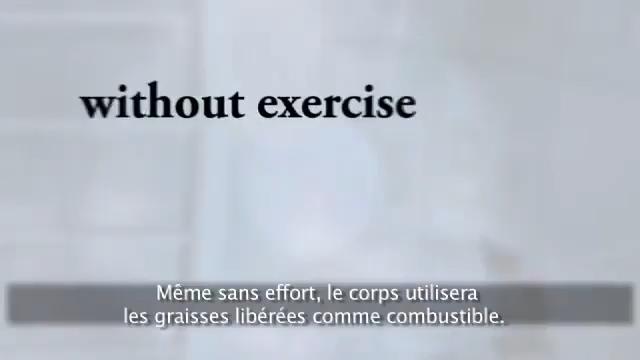 without exercise
Même sans effort, le corps utilisera
les graisses libérées comme combustible.